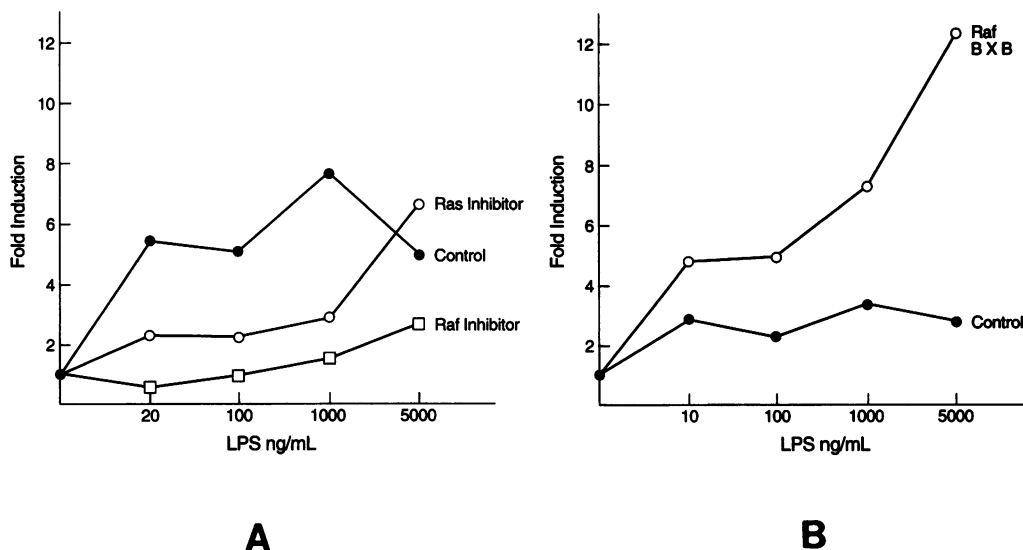 12
10
8
6
4
2
Fold Induction
Ras Inhibitor
Control
Raf Inhibitor
20 100 1000 5000
LPS ng/mL
A
12
10
8
6
4
2
Fold Induction
Raf
B X B
Control
10 100 1000 5000
LPS ng/mL
B